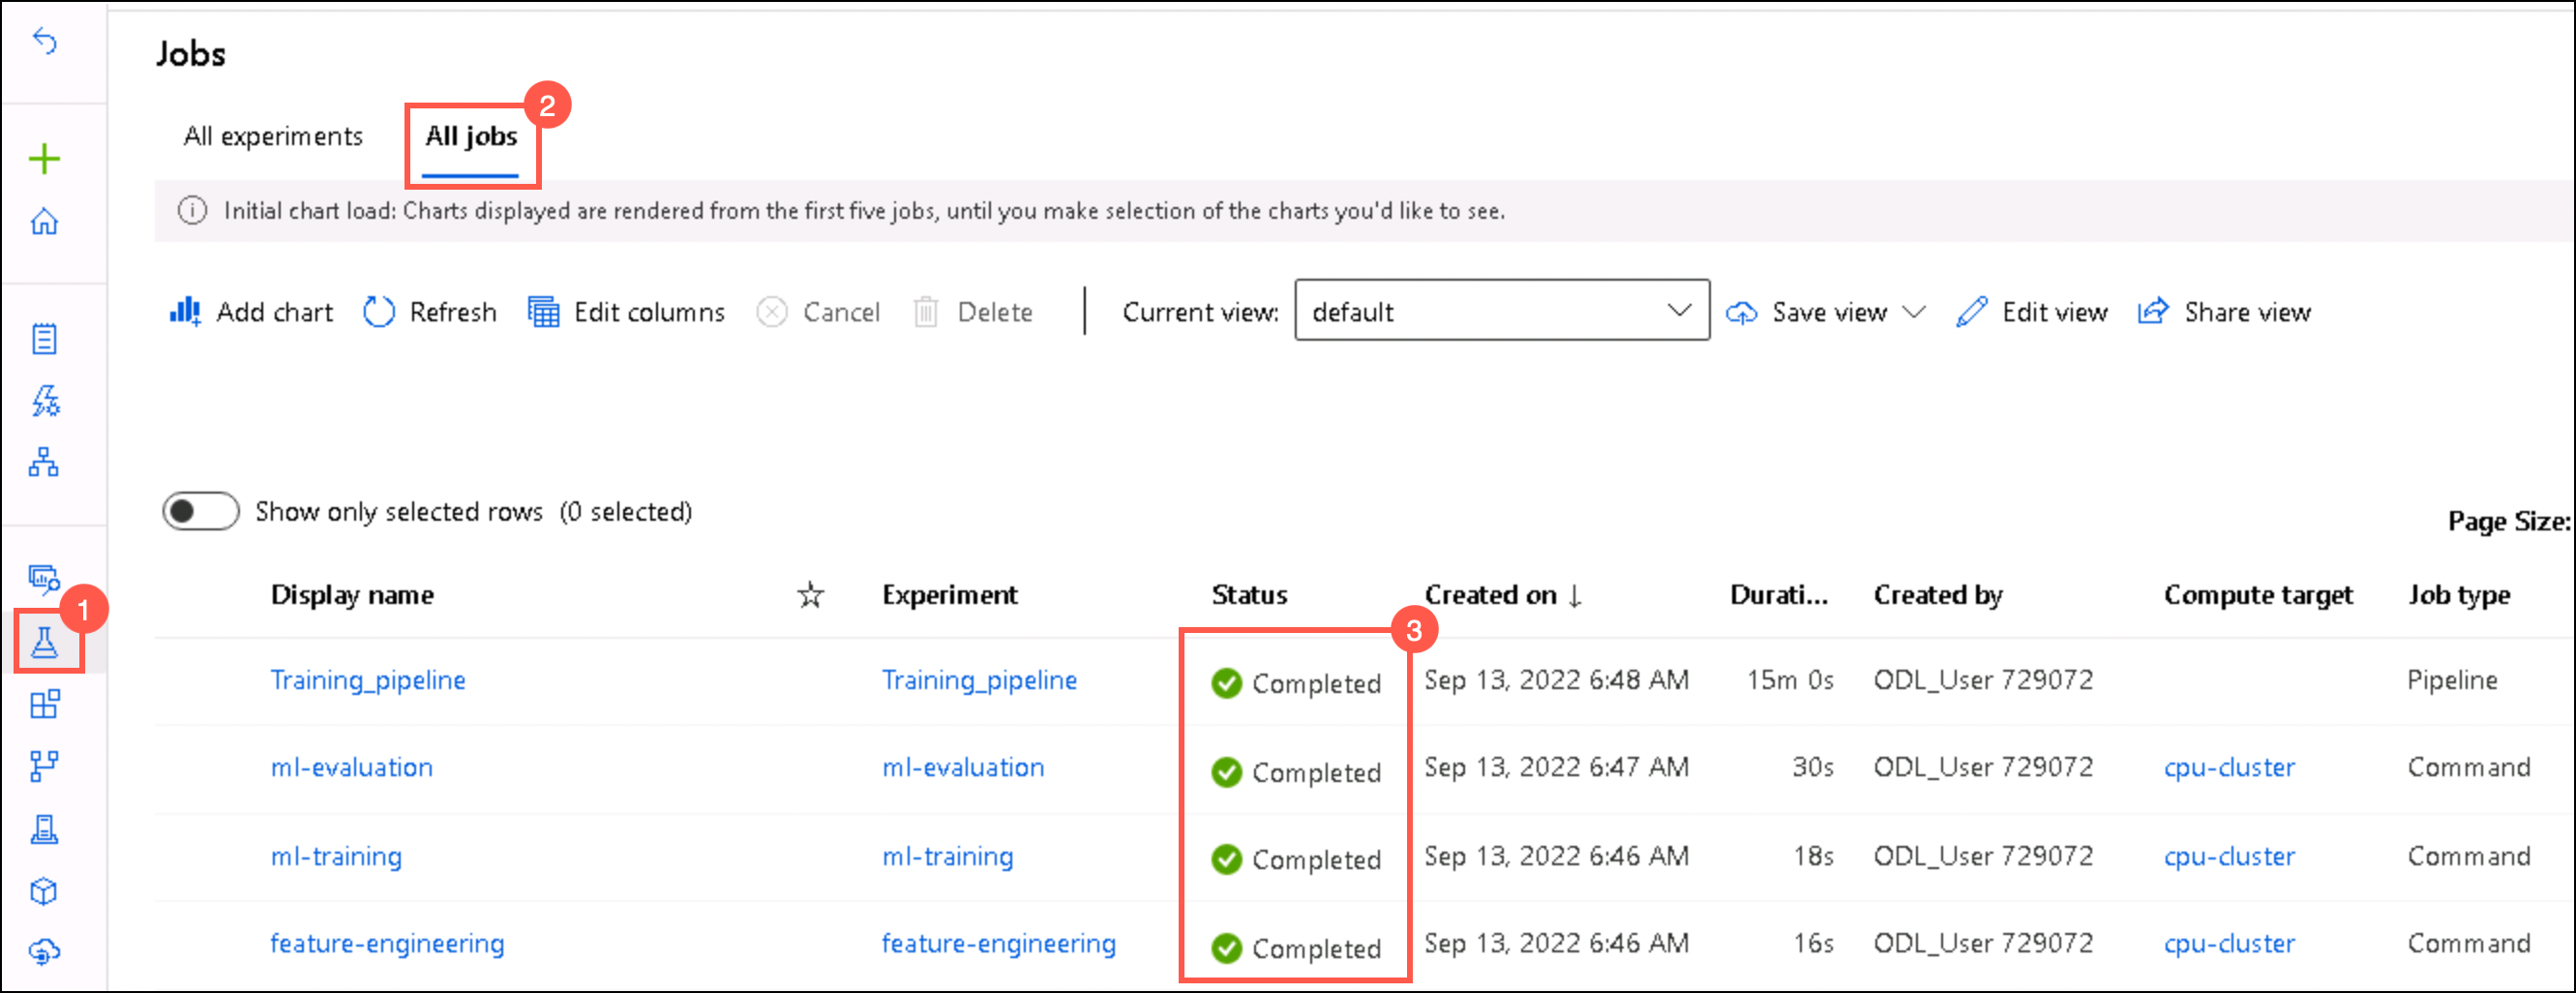 Jobs
All experiments
All jobs
2
Initial chart load: Charts displayed are rendered from the first five jobs, until you make selection of the charts you'd like to see.
Add chart Refresh Edit columns Cancel Delete Current view: default Save view Edit view Share view
Show only selected rows (0 selected)
Page Size:
1
Display name Experiment Status Created on ↓ Durati... Created by Compute target Job type
3
Training_pipeline Training_pipeline Completed Sep 13, 2022 6:48 AM 15m 0s ODL_User 729072 Pipeline
ml-evaluation ml-evaluation Completed Sep 13, 2022 6:47 AM 30s ODL_User 729072 cpu-cluster Command
ml-training ml-training Completed Sep 13, 2022 6:46 AM 18s ODL_User 729072 cpu-cluster Command
feature-engineering feature-engineering Completed Sep 13, 2022 6:46 AM 16s ODL_User 729072 cpu-cluster Command